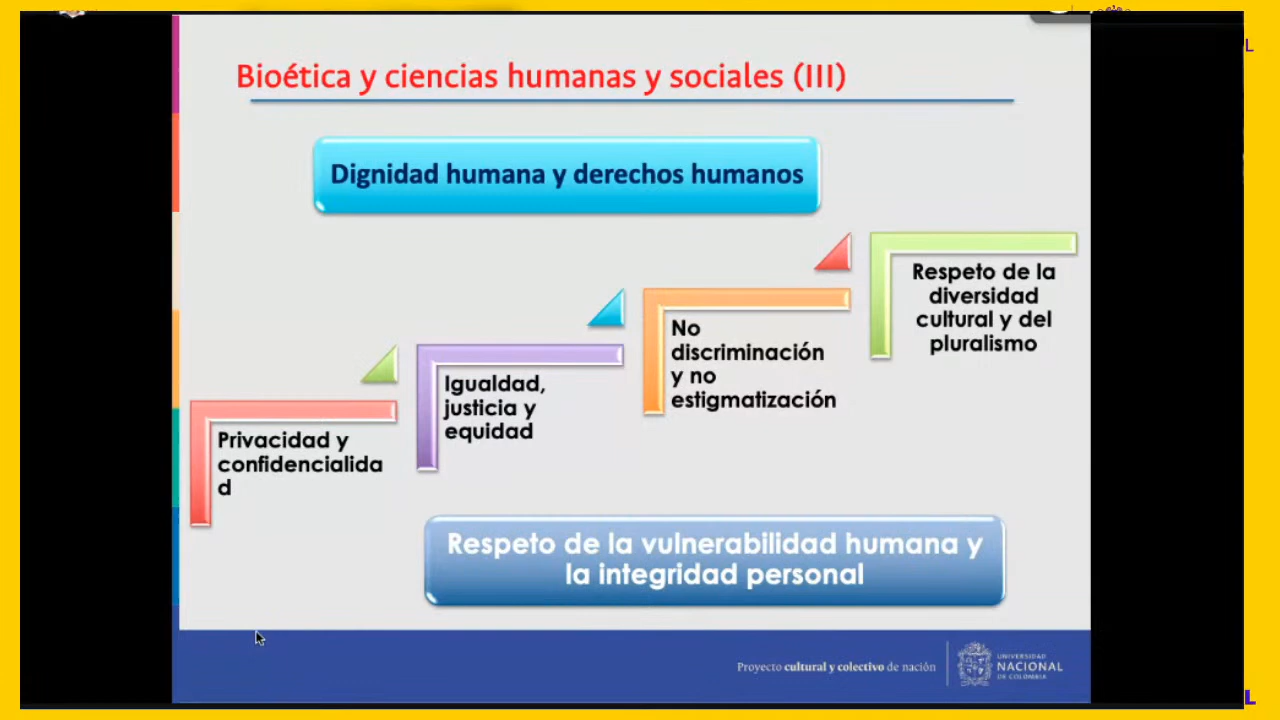 Bioética y ciencias humanas y sociales (III)
Dignidad humana y derechos humanos
Respeto de la
diversidad
cultural y del
pluralismo
No
discriminación
y no
estigmatización
Igualdad,
justicia y
equidad
Privacidad y
confidencialida
d
Respeto de la vulnerabilidad humana y
la integridad personal
Proyecto cultural y colectivo de nación
UNIVERSIDAD
NACIONAL
DE COLOMBIA
L
L